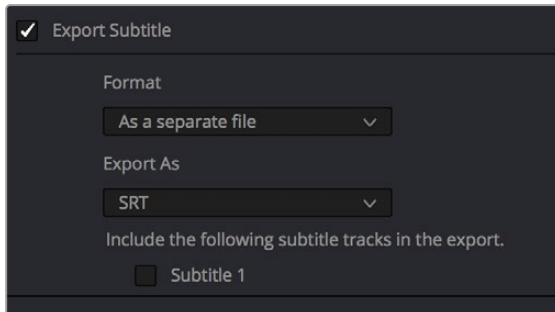 Export Subtitle
Format
As a separate file
Export As
SRT
Include the following subtitle tracks in the export.
Subtitle 1